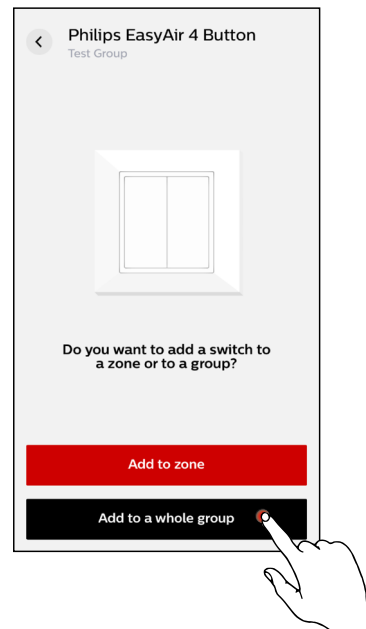 Philips EasyAir 4 Button
Test Group
Do you want to add a switch to
a zone or to a group?
Add to zone
Add to a whole group